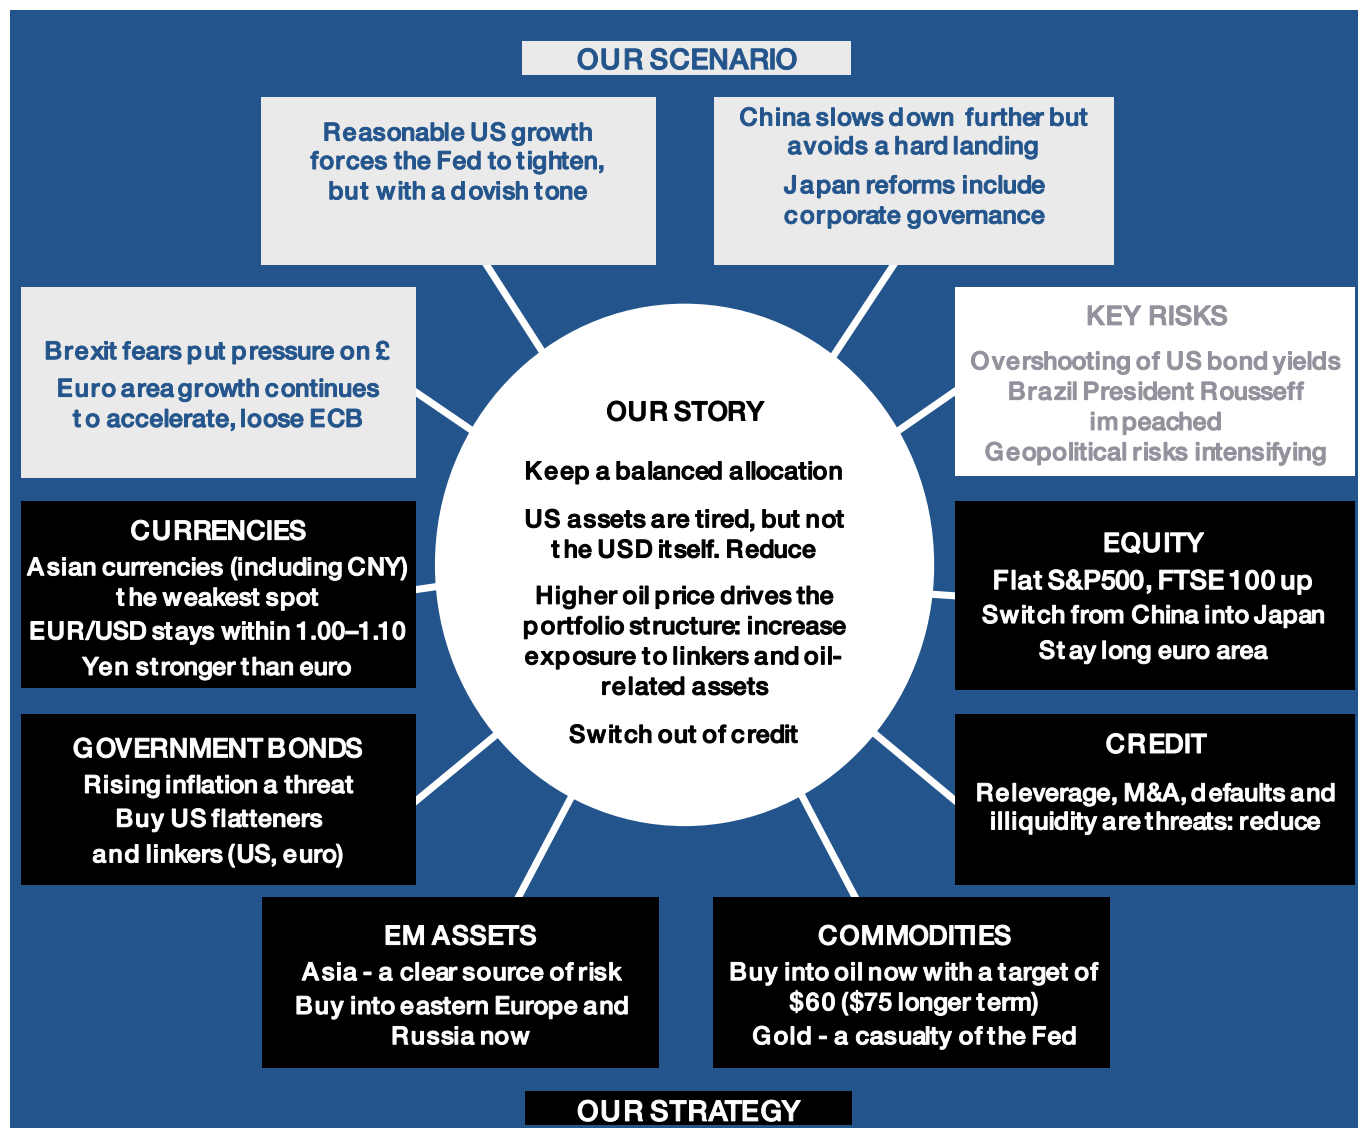 OUR SCENARIO
Reasonable US growth
forces the Fed to tighten,
but with a dovish tone
China slows down further but
avoids a hard landing
Japan reforms include
corporate governance
Brexit fears put pressure on £
Euro area growth continues
to accelerate, loose ECB
KEY RISKS
Overshooting of US bond yields
Brazil President Rousseff
impeached
Geopolitical risks intensifying
OUR STORY
Keep a balanced allocation
US assets are tired, but not
the USD itself. Reduce
Higher oil price drives the
portfolio structure: increase
exposure to linkers and oil-
related assets
Switch out of credit
CURRENCIES
Asian currencies (including CNY)
the weakest spot
EUR/USD stays within 1.00–1.10
Yen stronger than euro
EQUITY
Flat S&P500, FTSE 100 up
Switch from China into Japan
Stay long euro area
GOVERNMENT BONDS
Rising inflation a threat
Buy US flatteners
and linkers (US, euro)
CREDIT
Releverage, M&A, defaults and
illiquidity are threats: reduce
EM ASSETS
Asia - a clear source of risk
Buy into eastern Europe and
Russia now
COMMODITIES
Buy into oil now with a target of
$60 ($75 longer term)
Gold - a casualty of the Fed
OUR STRATEGY